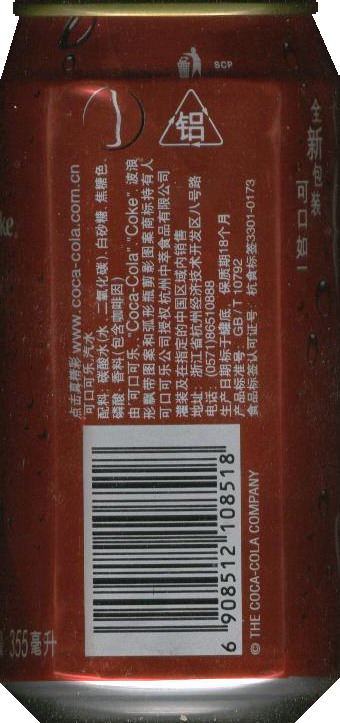 点击真精彩 www.coca-cola.com.cn
可口可乐汽水
配料: 碳酸水(水, 二氧化碳), 白砂糖, 焦糖色,
磷酸, 香料(包含咖啡因)
由"可口可乐", "Coca-Cola", "Coke", 波浪
形飘带图案和弧形瓶剪影图案商标持有人
可口可乐公司授权杭州中萃食品有限公司
灌装及在指定的中国区域内销售
地址: 浙江省杭州经济技术开发区八号路
电话: (0571)86510888
生产日期标于罐底, 保质期18个月
产品标准号: GB/T 10792
食品标签认可证号: 杭食标签3301-0173
6 908512 108518
© THE COCA-COLA COMPANY
铝
SCP
全新包装
可口
355毫升
ke